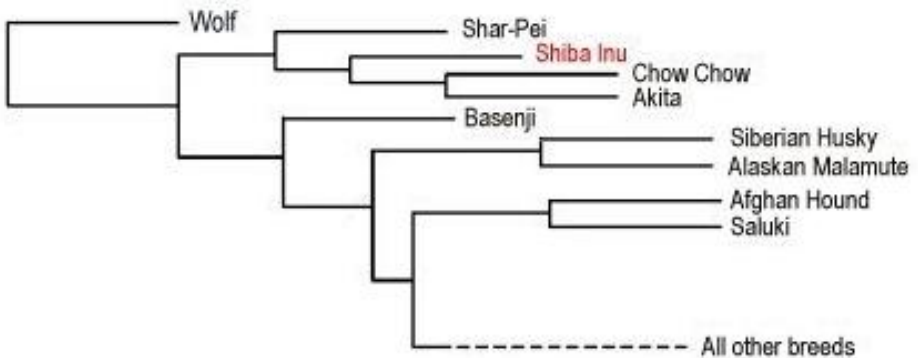 Wolf
Shar-Pei
Shiba Inu
Chow Chow
Akita
Basenji
Siberian Husky
Alaskan Malamute
Afghan Hound
Saluki
All other breeds